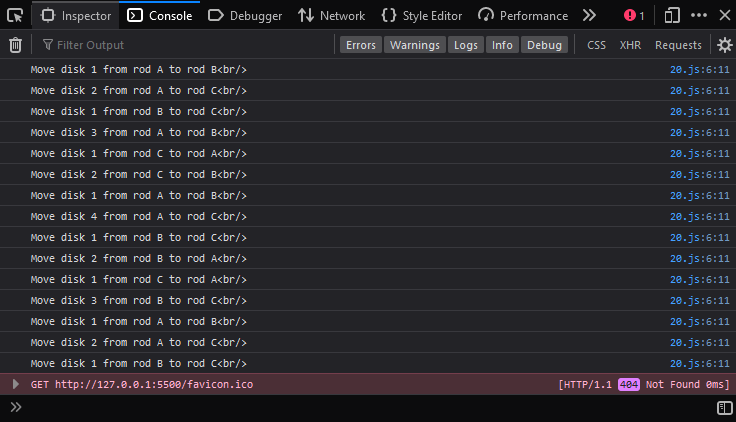 Inspector Console Debugger Network Style Editor Performance 1
Filter Output Errors Warnings Logs Info Debug CSS XHR Requests
Move disk 1 from rod A to rod B<br/> 20.js:6:11
Move disk 2 from rod A to rod C<br/> 20.js:6:11
Move disk 1 from rod B to rod C<br/> 20.js:6:11
Move disk 3 from rod A to rod B<br/> 20.js:6:11
Move disk 1 from rod C to rod A<br/> 20.js:6:11
Move disk 2 from rod C to rod B<br/> 20.js:6:11
Move disk 1 from rod A to rod B<br/> 20.js:6:11
Move disk 4 from rod A to rod C<br/> 20.js:6:11
Move disk 1 from rod B to rod C<br/> 20.js:6:11
Move disk 2 from rod B to rod A<br/> 20.js:6:11
Move disk 1 from rod C to rod A<br/> 20.js:6:11
Move disk 3 from rod B to rod C<br/> 20.js:6:11
Move disk 1 from rod A to rod B<br/> 20.js:6:11
Move disk 2 from rod A to rod C<br/> 20.js:6:11
Move disk 1 from rod B to rod C<br/> 20.js:6:11
GET http://127.0.0.1:5500/favicon.ico [HTTP/1.1 404 Not Found 0ms]